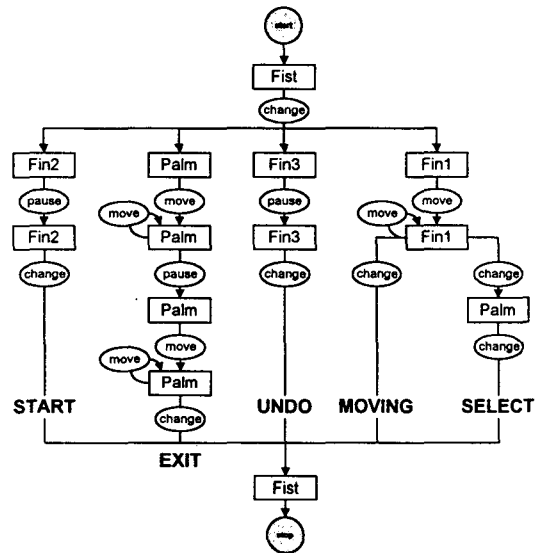 start
Fist
change
Fin2 Palm Fin3 Fin1
pause move pause move
move move
Fin2 Palm Fin3 Fin1
change pause change change change
Palm Palm
move change
move
Palm
START UNDO MOVING SELECT
change
EXIT
Fist
stop